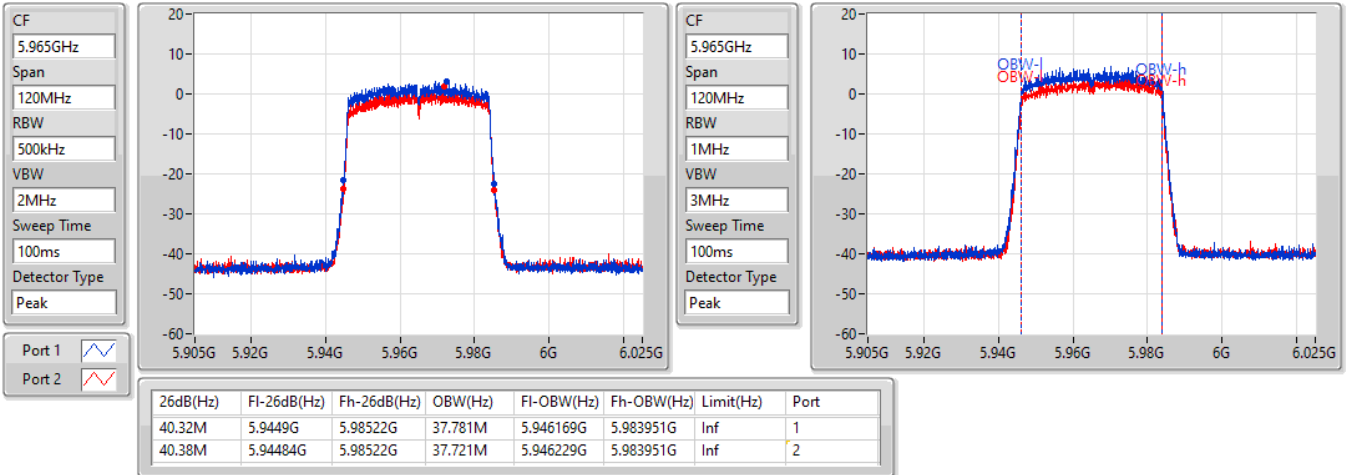 CF
5.965GHz
Span
120MHz
RBW
500kHz
VBW
2MHz
Sweep Time
100ms
Detector Type
Peak
Port 1
Port 2
20
10
0
-10
-20
-30
-40
-50
-60
5.905G 5.92G 5.94G 5.96G 5.98G 6G 6.025G
CF
5.965GHz
Span
120MHz
RBW
1MHz
VBW
3MHz
Sweep Time
100ms
Detector Type
Peak
20
10
0
-10
-20
-30
-40
-50
-60
OBW-l OBW-h
5.905G 5.92G 5.94G 5.96G 5.98G 6G 6.025G
26dB(Hz) Fl-26dB(Hz) Fh-26dB(Hz) OBW(Hz) Fl-OBW(Hz) Fh-OBW(Hz) Limit(Hz) Port
40.32M 5.9449G 5.98522G 37.781M 5.946169G 5.983951G Inf 1
40.38M 5.94484G 5.98522G 37.721M 5.946229G 5.983951G Inf 2